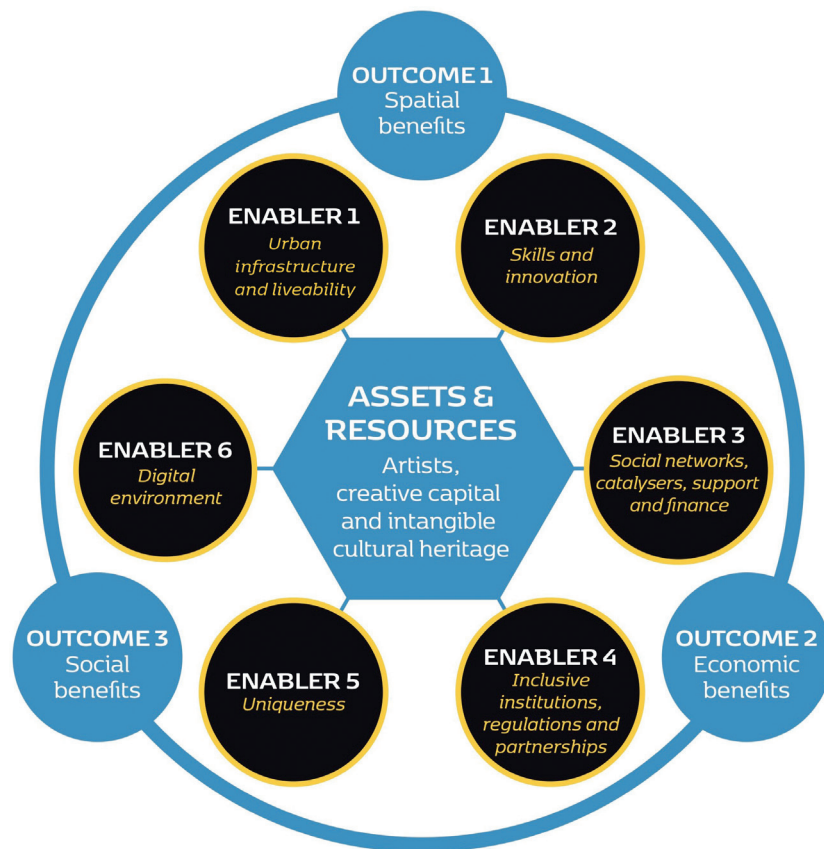 OUTCOME 1
Spatial
benefits
ENABLER 1
Urban
infrastructure
and liveability
ENABLER 2
Skills and
innovation
ASSETS &
RESOURCES
Artists,
creative capital
and intangible
cultural heritage
ENABLER 3
Social networks,
catalysers, support
and finance
ENABLER 6
Digital
environment
OUTCOME 3
Social
benefits
ENABLER 5
Uniqueness
ENABLER 4
Inclusive
institutions,
regulations and
partnerships
OUTCOME 2
Economic
benefits